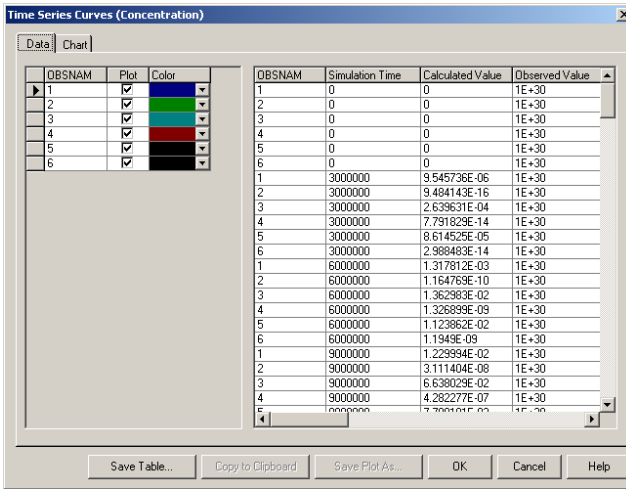 Time Series Curves (Concentration)
Data Chart
OBSNAM Plot Color
1
2
3
4
5
6
OBSNAM Simulation Time Calculated Value Observed Value
1 0 0 1E+30
2 0 0 1E+30
3 0 0 1E+30
4 0 0 1E+30
5 0 0 1E+30
6 0 0 1E+30
1 3000000 9.545736E-06 1E+30
2 3000000 9.484143E-16 1E+30
3 3000000 2.639631E-04 1E+30
4 3000000 7.791829E-14 1E+30
5 3000000 8.614525E-05 1E+30
6 3000000 2.988483E-14 1E+30
1 6000000 1.317812E-03 1E+30
2 6000000 1.164769E-10 1E+30
3 6000000 1.362983E-02 1E+30
4 6000000 1.326899E-09 1E+30
5 6000000 1.123862E-02 1E+30
6 6000000 1.1949E-09 1E+30
1 9000000 1.229994E-02 1E+30
2 9000000 3.111404E-08 1E+30
3 9000000 6.638029E-02 1E+30
4 9000000 4.282277E-07 1E+30
Save Table... Copy to Clipboard Save Plot As... OK Cancel Help